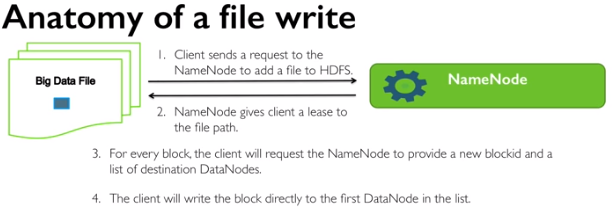 Anatomy of a file write
1. Client sends a request to the
NameNode to add a file to HDFS.
Big Data File
NameNode
2. NameNode gives client a lease to
the file path.
3. For every block, the client will request the NameNode to provide a new blockid and a
list of destination DataNodes.
4. The client will write the block directly to the first DataNode in the list.